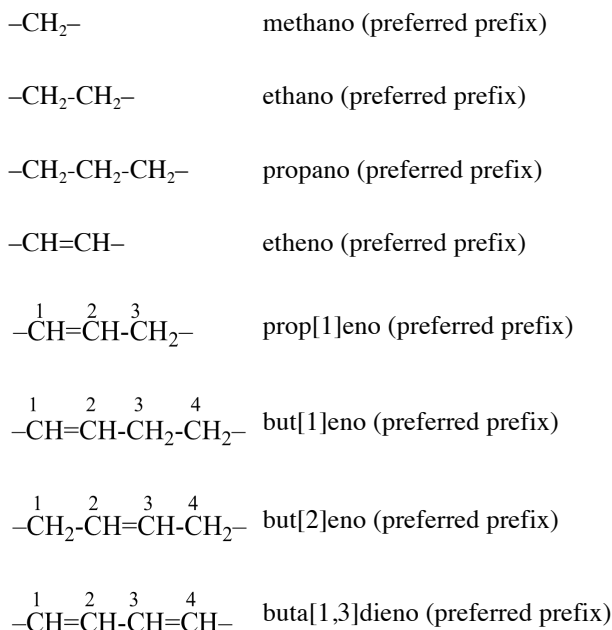 –CH₂– methano (preferred prefix)
–CH₂-CH₂– ethano (preferred prefix)
–CH₂-CH₂-CH₂– propano (preferred prefix)
–CH=CH– etheno (preferred prefix)
1 2 3
–CH=CH-CH₂– prop[1]eno (preferred prefix)
1 2 3 4
–CH=CH-CH₂-CH₂– but[1]eno (preferred prefix)
1 2 3 4
–CH₂-CH=CH-CH₂– but[2]eno (preferred prefix)
1 2 3 4
–CH=CH-CH=CH– buta[1,3]dieno (preferred prefix)